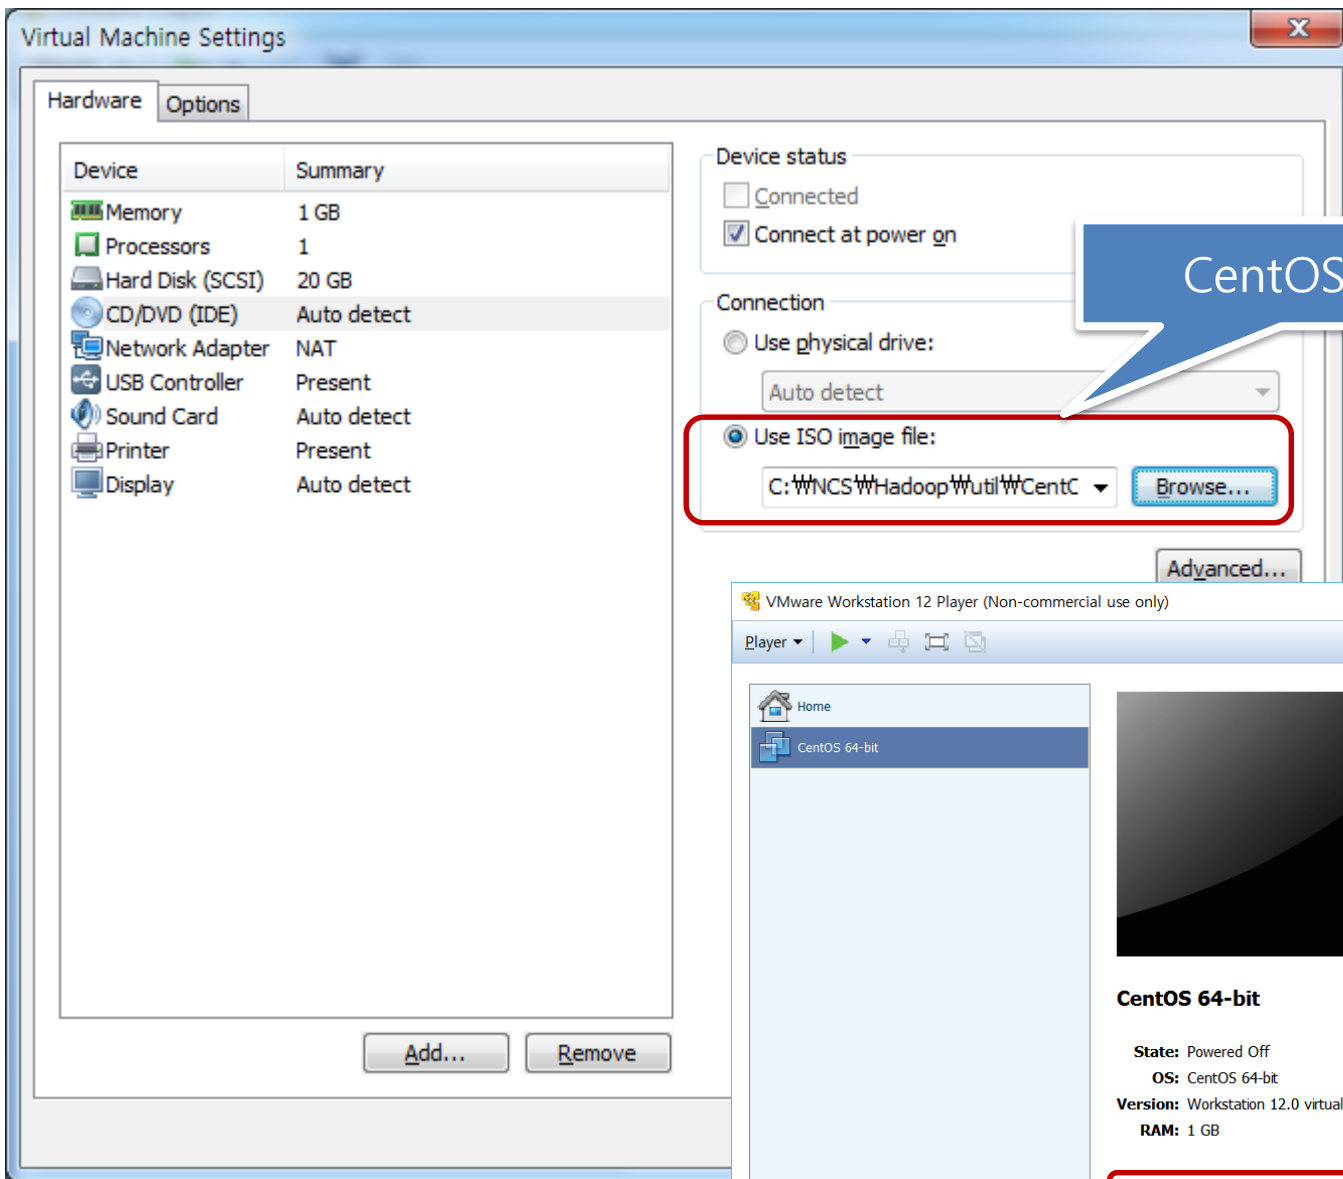 Virtual Machine Settings
Hardware
Options
Device Summary
Memory 1 GB
Processors 1
Hard Disk (SCSI) 20 GB
CD/DVD (IDE) Auto detect
Network Adapter NAT
USB Controller Present
Sound Card Auto detect
Printer Present
Display Auto detect
Add...
Remove
Device status
Connected
Connect at power on
CentOS
Connection
Use physical drive:
Auto detect
Use ISO image file:
C:₩NCS₩Hadoop₩util₩CentC
Browse...
Advanced...
VMware Workstation 12 Player (Non-commercial use only)
Player
Home
CentOS 64-bit
CentOS 64-bit
State: Powered Off
OS: CentOS 64-bit
Version: Workstation 12.0 virtual
RAM: 1 GB